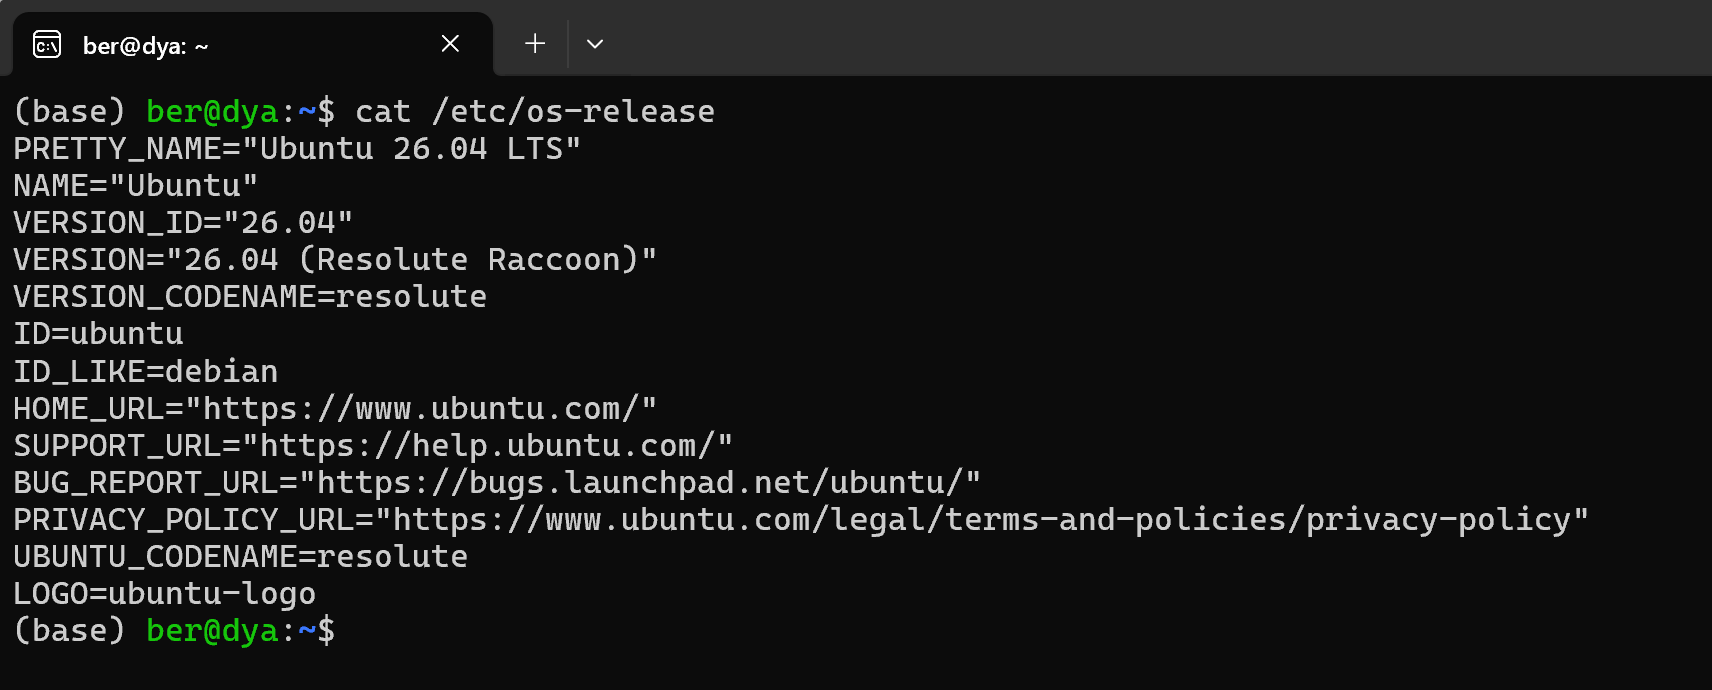 ber@dya: ~
(base) ber@dya:~$ cat /etc/os-release
PRETTY_NAME="Ubuntu 26.04 LTS"
NAME="Ubuntu"
VERSION_ID="26.04"
VERSION="26.04 (Resolute Raccoon)"
VERSION_CODENAME=resolute
ID=ubuntu
ID_LIKE=debian
HOME_URL="https://www.ubuntu.com/"
SUPPORT_URL="https://help.ubuntu.com/"
BUG_REPORT_URL="https://bugs.launchpad.net/ubuntu/"
PRIVACY_POLICY_URL="https://www.ubuntu.com/legal/terms-and-policies/privacy-policy"
UBUNTU_CODENAME=resolute
LOGO=ubuntu-logo
(base) ber@dya:~$